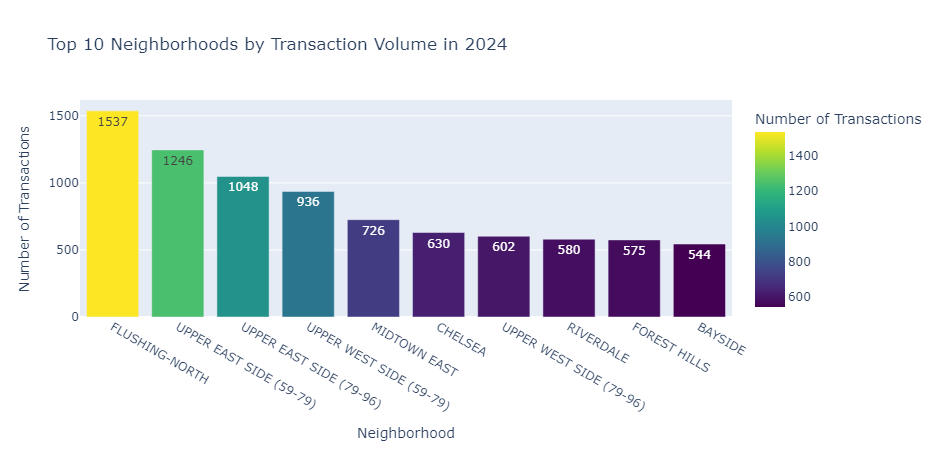 Top 10 Neighborhoods by Transaction Volume in 2024
Number of Transactions
1500
1000
500
0
1537
1246
1048
936
726
630
602
580
575
544
FLUSHING-NORTH
UPPER EAST SIDE (59-79)
UPPER EAST SIDE (79-96)
UPPER WEST SIDE (59-79)
MIDTOWN EAST
CHELSEA
UPPER WEST SIDE (79-96)
RIVERDALE
FOREST HILLS
BAYSIDE
Neighborhood
Number of Transactions
1400
1200
1000
800
600